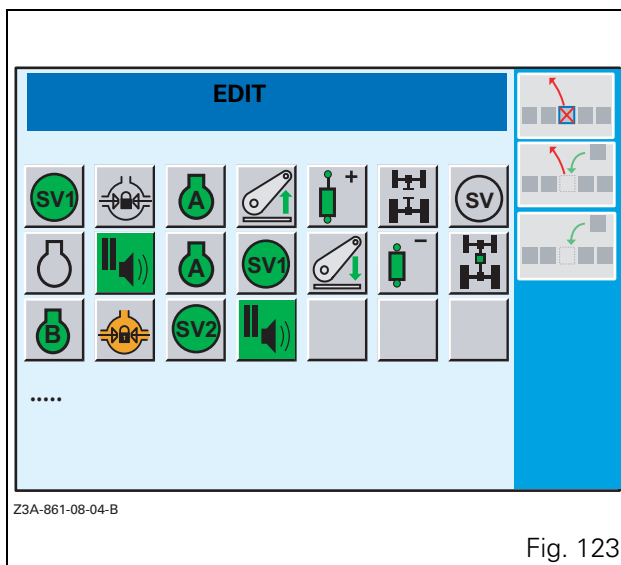 EDIT
SV1 A + SV
A SV1 −
B SV2
.....
Z3A-861-08-04-B
Fig. 123